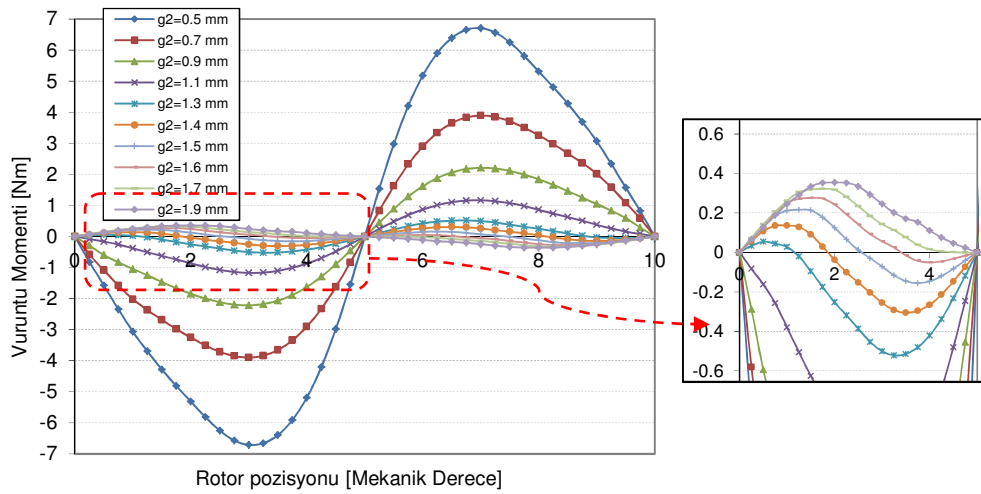 Vuruntu Momenti [Nm]
7
6
5
4
3
2
1
0
-1
-2
-3
-4
-5
-6
-7
g2=0.5 mm
g2=0.7 mm
g2=0.9 mm
g2=1.1 mm
g2=1.3 mm
g2=1.4 mm
g2=1.5 mm
g2=1.6 mm
g2=1.7 mm
g2=1.9 mm
0 2 4 6 8 10
Rotor pozisyonu [Mekanik Derece]
0.6
0.4
0.2
0
-0.2
-0.4
-0.6
0 2 4